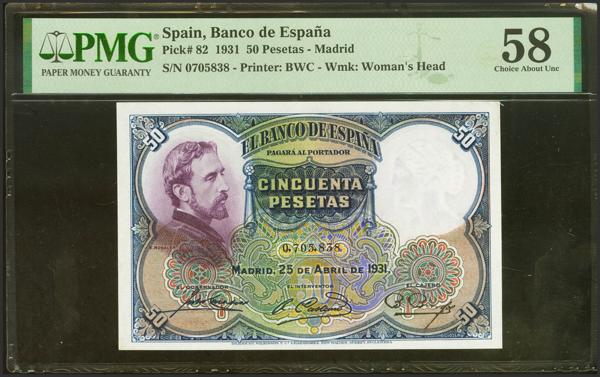 PMG
PAPER MONEY GUARANTY
Spain, Banco de España
Pick# 82 1931 50 Pesetas - Madrid
S/N 0705838 - Printer: BWC - Wmk: Woman's Head
58
Choice About Unc
50
50
EL BANCO DE ESPAÑA
PAGARÁ AL PORTADOR
CINCUENTA
PESETAS
0,705,838
MADRID, 25 DE ABRIL DE 1931.
EL GOBERNADOR
EL INTERVENTOR
EL CAJERO
50
50